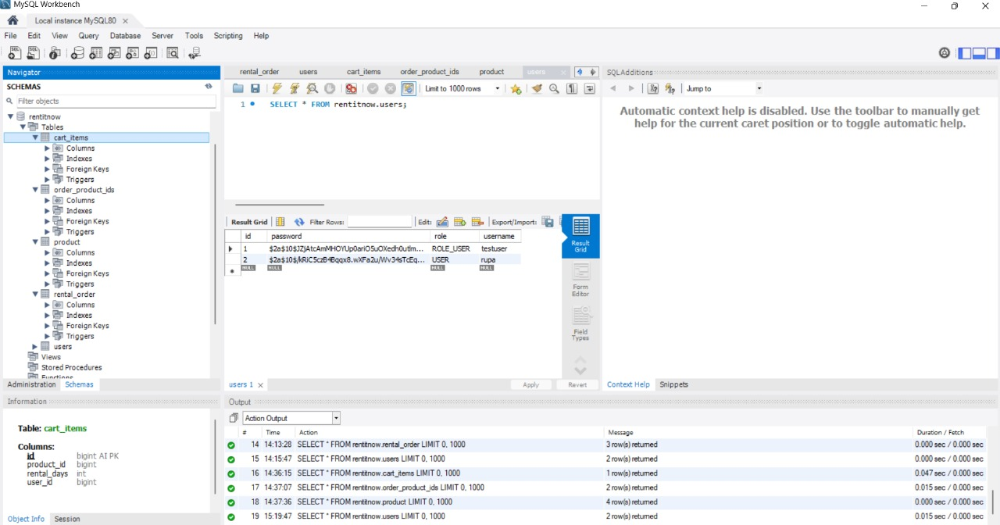 MySQL Workbench
Local instance MySQL80
File Edit View Query Database Server Tools Scripting Help
Navigator
SCHEMAS
Filter objects
rentitnow
Tables
cart_items
Columns
Indexes
Foreign Keys
Triggers
order_product_ids
Columns
Indexes
Foreign Keys
Triggers
product
Columns
Indexes
Foreign Keys
Triggers
rental_order
Columns
Indexes
Foreign Keys
Triggers
users
Views
Stored Procedures
Functions
Administration Schemas
Information
Table: cart_items
Columns:
id bigint AI PK
product_id bigint
rental_days int
user_id bigint
Object Info Session
rental_order users cart_items order_product_ids product users
Limit to 1000 rows
1 SELECT * FROM rentitnow.users;
Result Grid Filter Rows: Edit: Export/Import:
id password role username
1 ROLE_USER testuser
2 USER rupa
NULL NULL NULL NULL
Result Grid
Form Editor
Field Types
users 1 Apply Revert
SQLAdditions
Jump to
Automatic context help is disabled. Use the toolbar to manually get
help for the current caret position or to toggle automatic help.
Context Help Snippets
Output
Action Output
# Time Action Message Duration / Fetch
14 14:13:28 SELECT * FROM rentitnow.rental_order LIMIT 0, 1000 3 row(s) returned 0.000 sec / 0.000 sec
15 14:15:47 SELECT * FROM rentitnow.users LIMIT 0, 1000 2 row(s) returned 0.000 sec / 0.000 sec
16 14:36:15 SELECT * FROM rentitnow.cart_items LIMIT 0, 1000 1 row(s) returned 0.047 sec / 0.000 sec
17 14:37:07 SELECT * FROM rentitnow.order_product_ids LIMIT 0, 1000 2 row(s) returned 0.015 sec / 0.000 sec
18 14:37:36 SELECT * FROM rentitnow.product LIMIT 0, 1000 4 row(s) returned 0.000 sec / 0.000 sec
19 15:19:47 SELECT * FROM rentitnow.users LIMIT 0, 1000 2 row(s) returned 0.015 sec / 0.000 sec